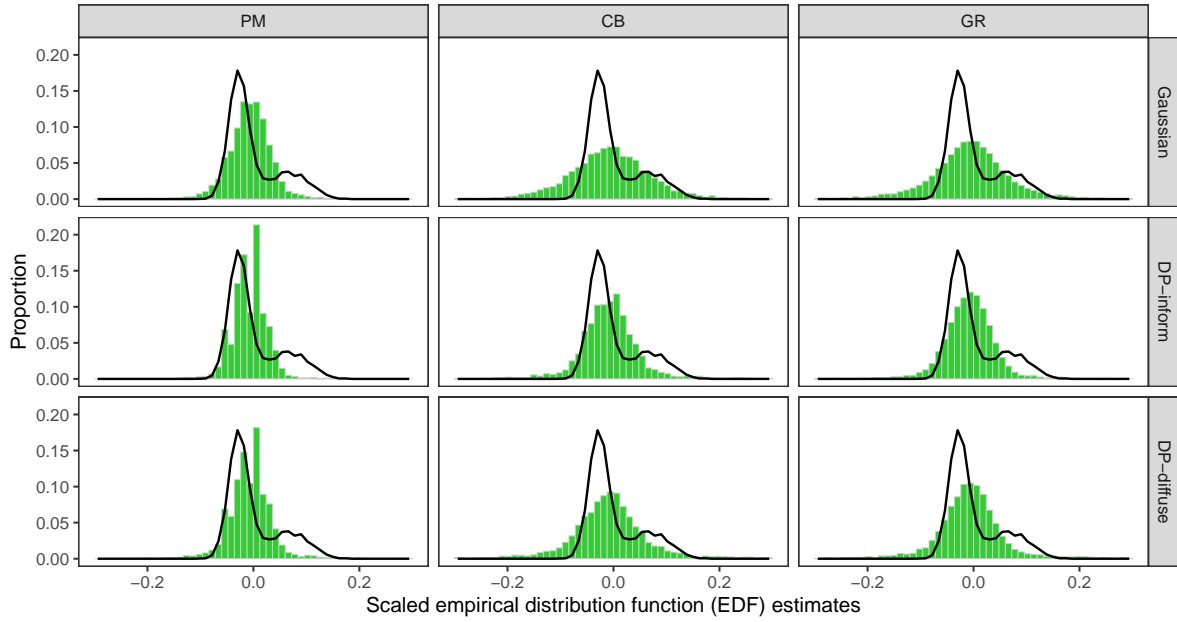 PM CB GR
0.20
0.15
0.10
0.05
0.00
Gaussian
0.20
0.15
0.10
0.05
0.00
DP−inform
0.20
0.15
0.10
0.05
0.00
DP−diffuse
Proportion
−0.2 0.0 0.2 −0.2 0.0 0.2 −0.2 0.0 0.2
Scaled empirical distribution function (EDF) estimates